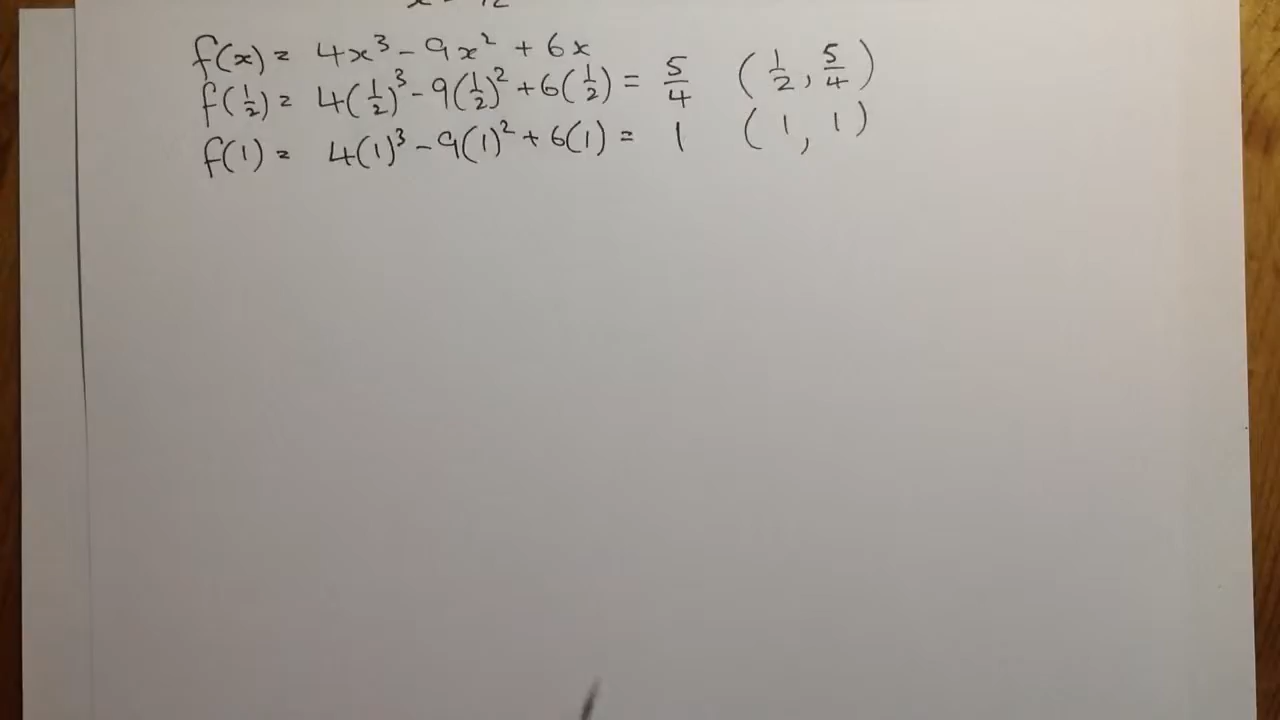 f(x) = 4x³ - 9x² + 6x
f(½) = 4(½)³ - 9(½)² + 6(½) = 5/4 (½, 5/4)
f(1) = 4(1)³ - 9(1)² + 6(1) = 1 (1, 1)